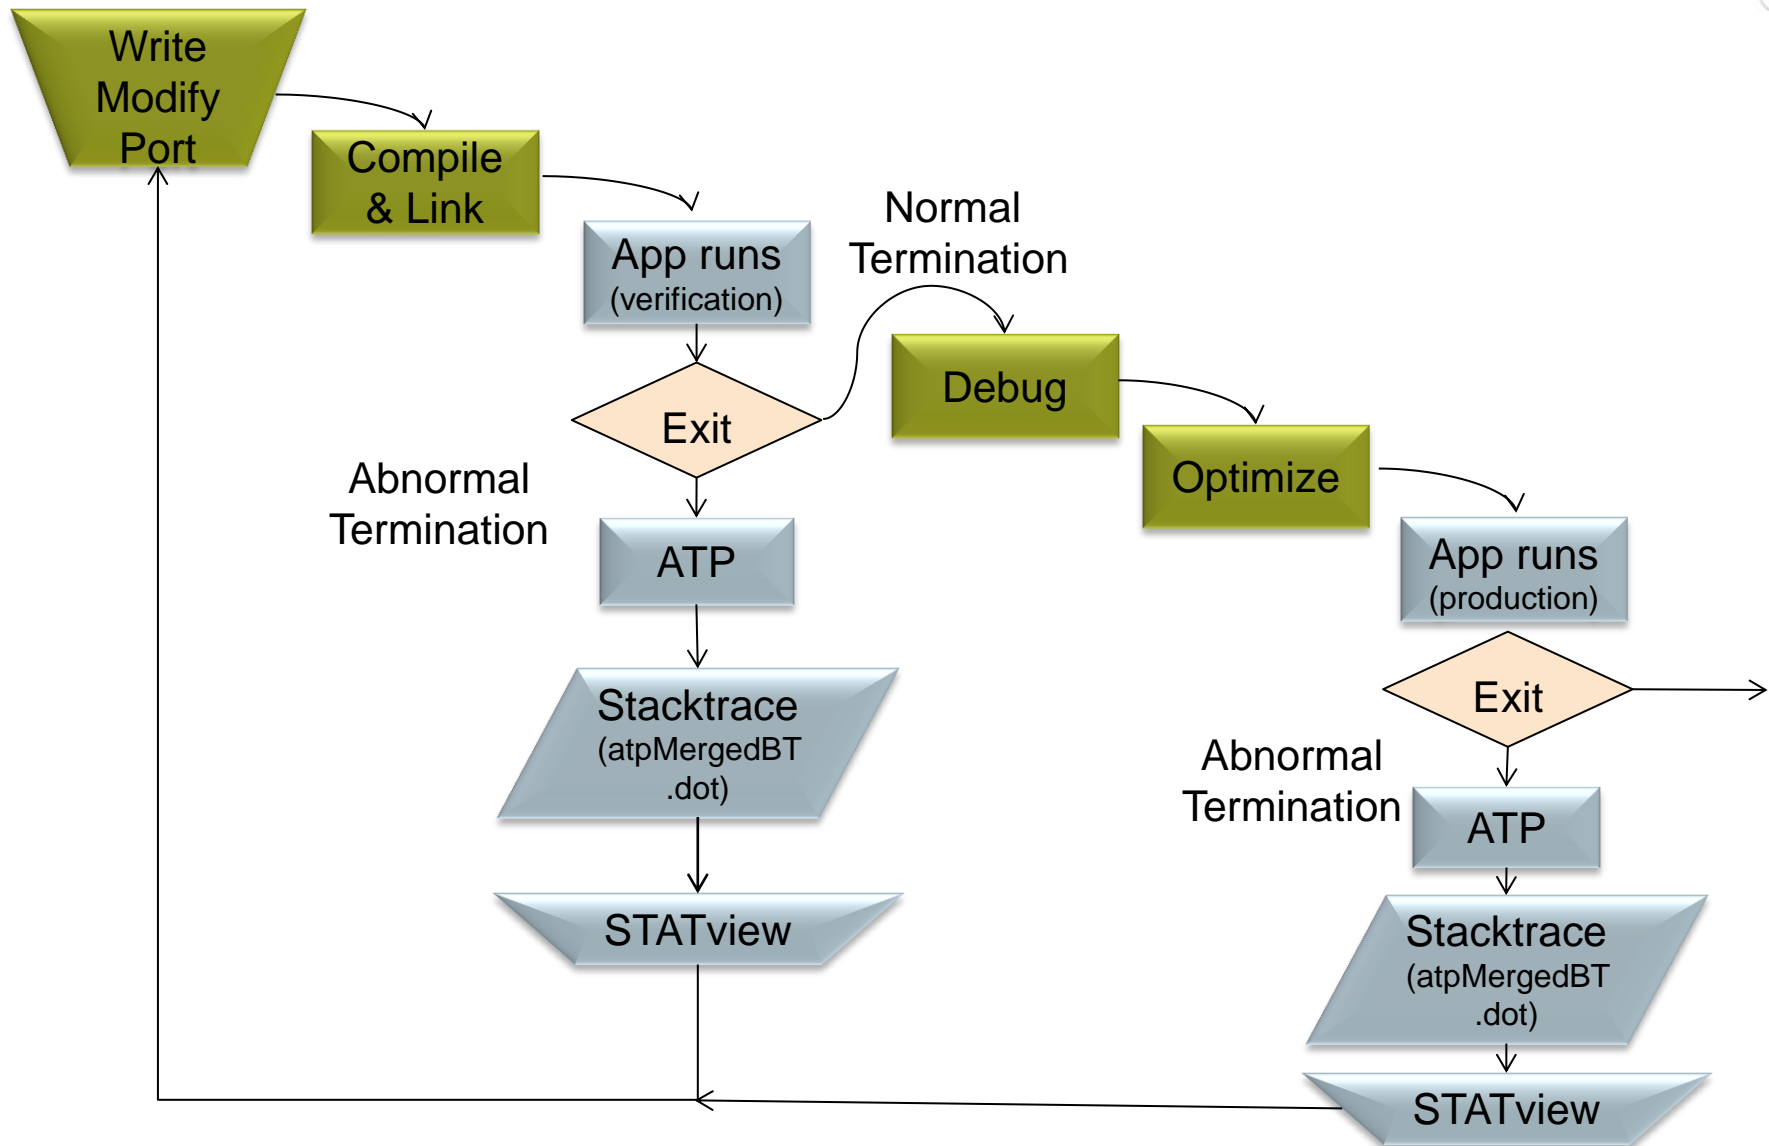 Write
Modify
Port
Compile
& Link
App runs
(verification)
Normal
Termination
Exit
Debug
Optimize
Abnormal
Termination
ATP
Stacktrace
(atpMergedBT
.dot)
STATview
App runs
(production)
Exit
Abnormal
Termination
ATP
Stacktrace
(atpMergedBT
.dot)
STATview